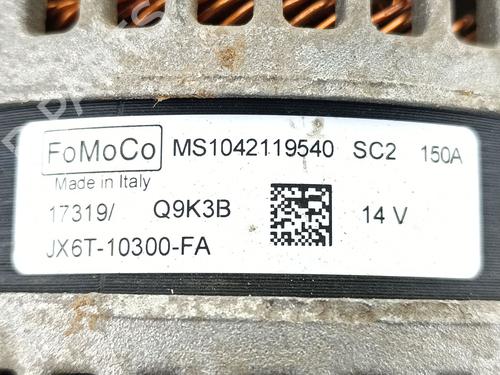 FoMoCo MS1042119540 SC2 150A
Made in Italy
17319/ Q9K3B 14 V
JX6T-10300-FA